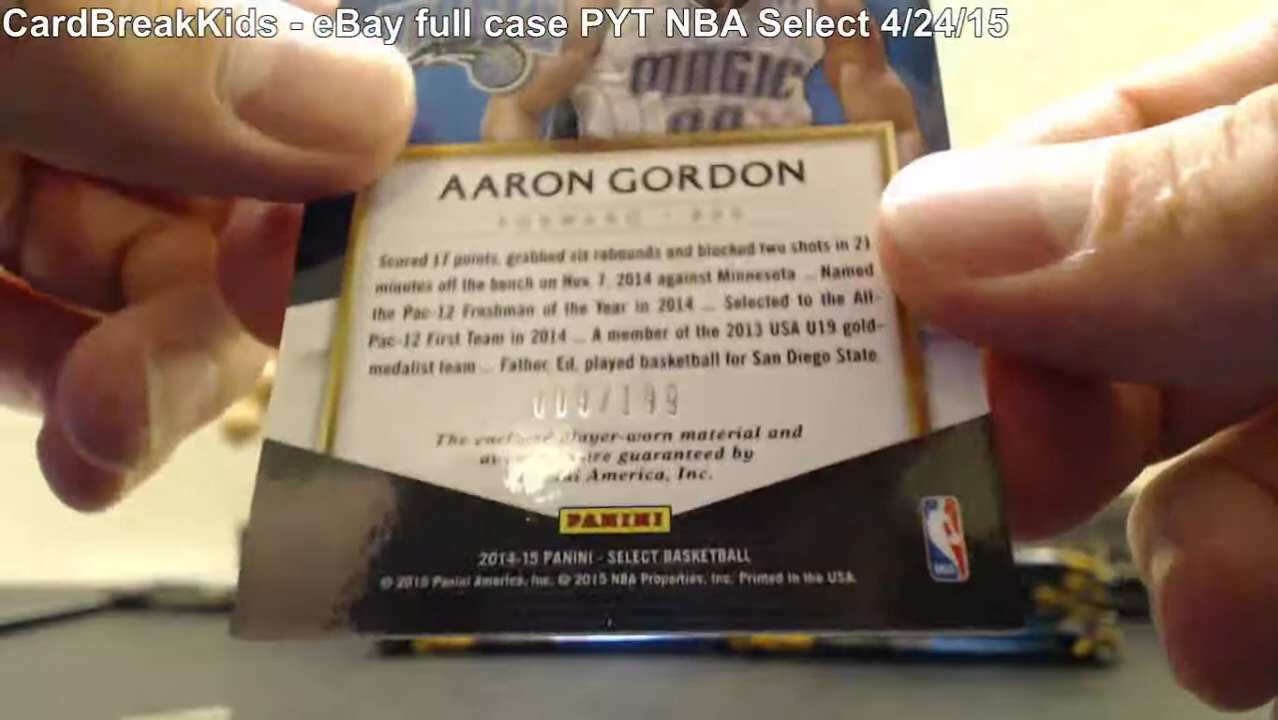 CardBreakKids - eBay full case PYT NBA Select 4/24/15
MAGIC
AARON GORDON
FORWARD
Scored 17 points, grabbed six rebounds and blocked two shots in 21
minutes off the bench on Nov. 7, 2014 against Minnesota ... Named
the Pac-12 Freshman of the Year in 2014 ... Selected to the All-
Pac-12 First Team in 2014 ... A member of the 2013 USA U19 gold-
medalist team ... Father, Ed, played basketball for San Diego State.
/199
The player-worn material and
are guaranteed by
America, Inc.
PANINI
2014-15 PANINI - SELECT BASKETBALL
© 2015 Panini America, Inc. © 2015 NBA Properties, Inc. Printed in the USA.